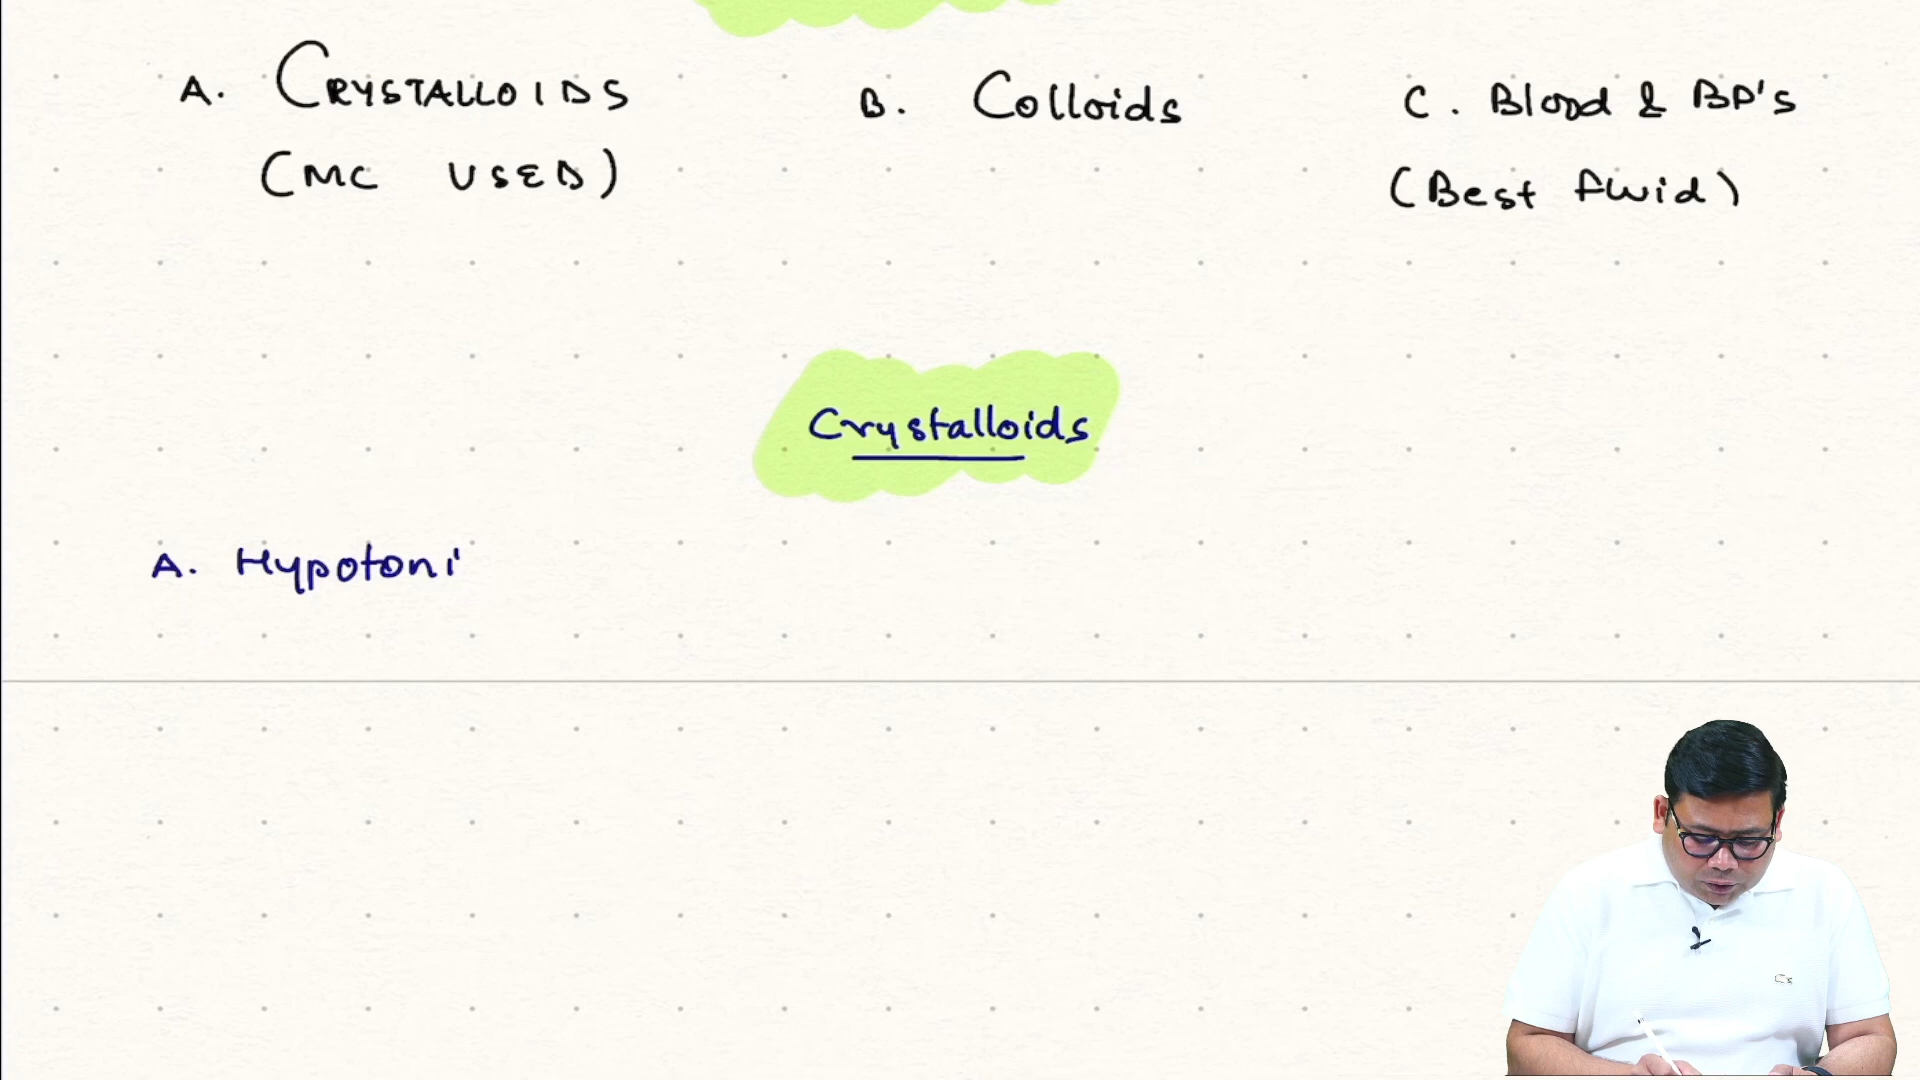 A. CRYSTALLOIDS B. Colloids C. Blood & BP's
(MC USED) (Best fluid)
Crystalloids
A. Hypotoni